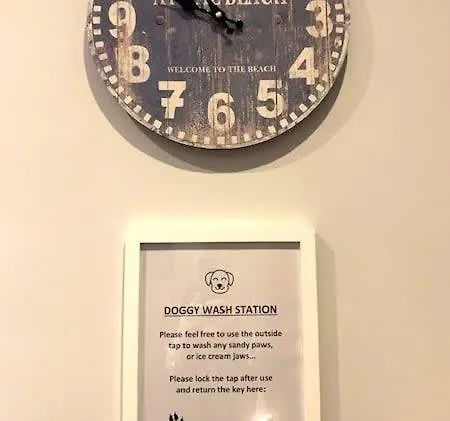 9
3
8
4
WELCOME TO THE BEACH
7
5
6
DOGGY WASH STATION
Please feel free to use the outside
tap to wash any sandy paws,
or ice cream jaws...
Please lock the tap after use
and return the key here: